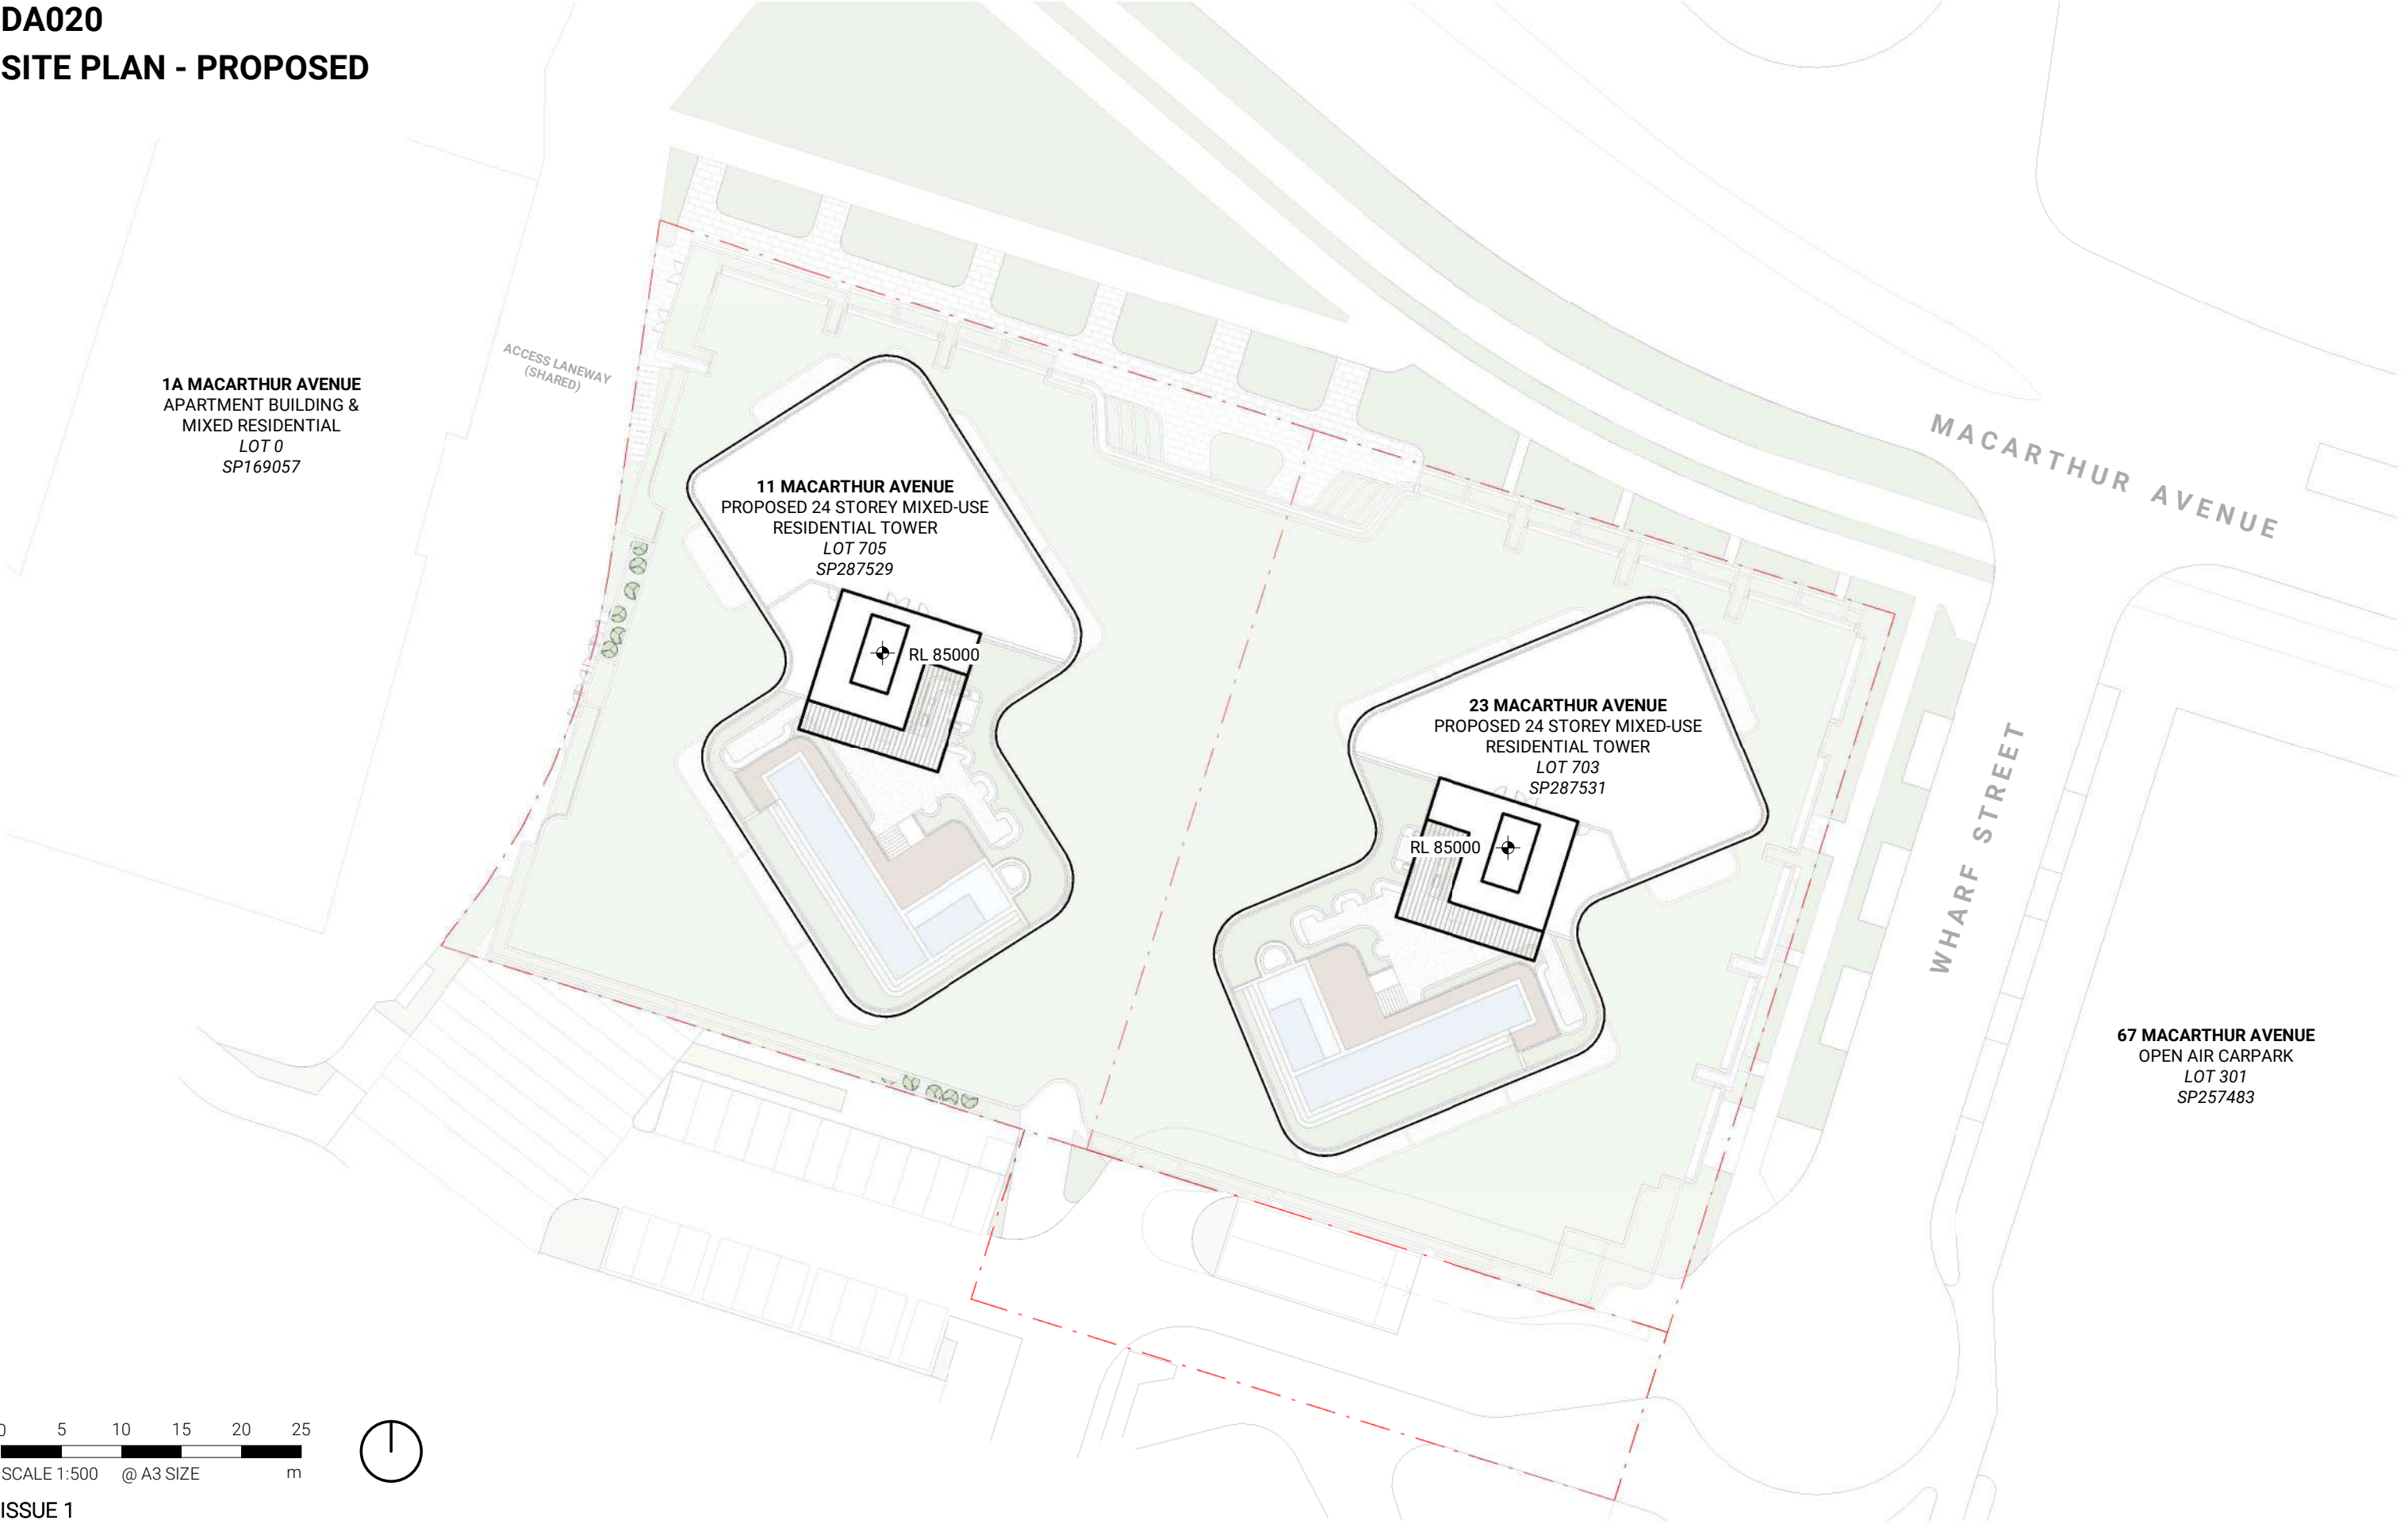 DA020
SITE PLAN - PROPOSED
1A MACARTHUR AVENUE
APARTMENT BUILDING &
MIXED RESIDENTIAL
LOT 0
SP169057
ACCESS LANEWAY
(SHARED)
11 MACARTHUR AVENUE
PROPOSED 24 STOREY MIXED-USE
RESIDENTIAL TOWER
LOT 705
SP287529
RL 85000
MACARTHUR AVENUE
23 MACARTHUR AVENUE
PROPOSED 24 STOREY MIXED-USE
RESIDENTIAL TOWER
LOT 703
SP287531
RL 85000
WHARF STREET
67 MACARTHUR AVENUE
OPEN AIR CARPARK
LOT 301
SP257483
0 5 10 15 20 25
SCALE 1:500 @ A3 SIZE m
ISSUE 1